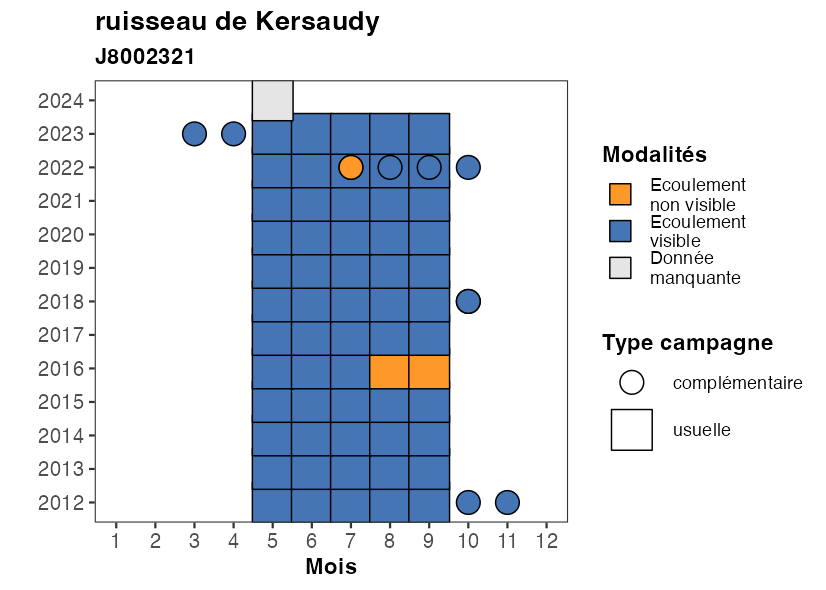 ruisseau de Kersaudy
J8002321
2024
2023
2022
2021
2020
2019
2018
2017
2016
2015
2014
2013
2012
1 2 3 4 5 6 7 8 9 10 11 12
Mois
Modalités
Ecoulement
non visible
Ecoulement
visible
Donnée
manquante
Type campagne
complémentaire
usuelle